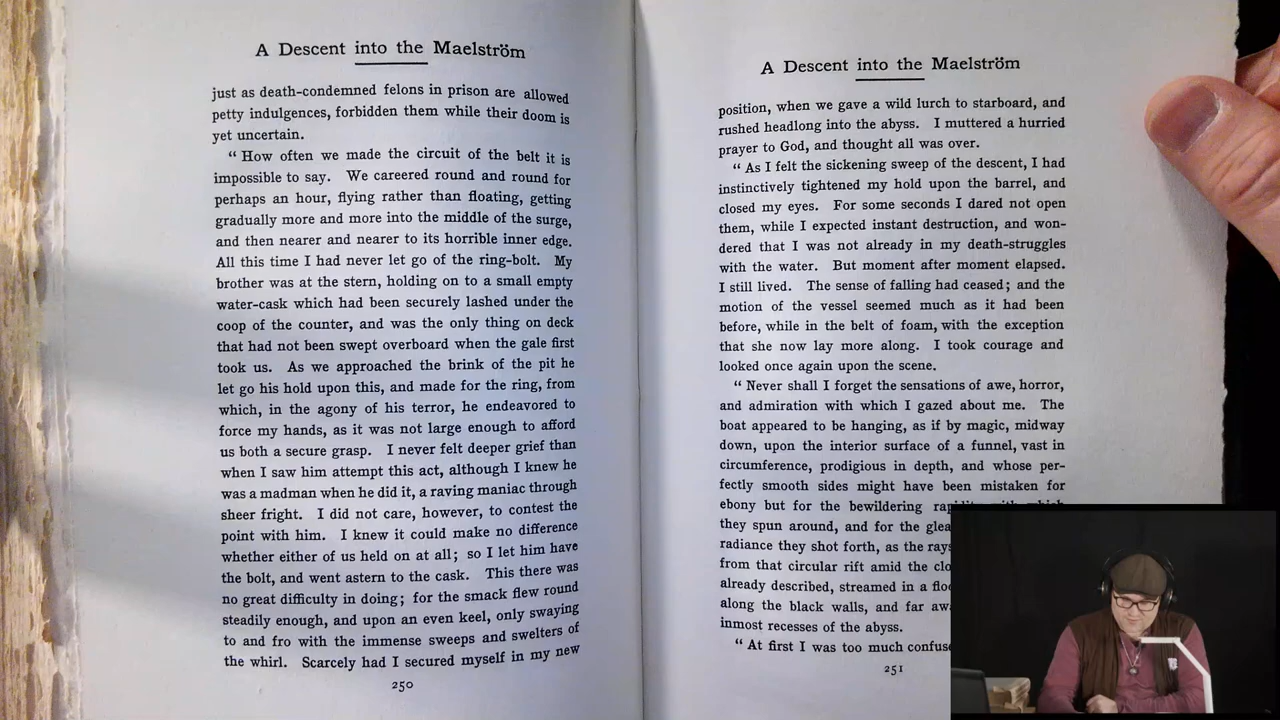 A Descent into the Maelström
just as death-condemned felons in prison are allowed
petty indulgences, forbidden them while their doom is
yet uncertain.
“ How often we made the circuit of the belt it is
impossible to say. We careered round and round for
perhaps an hour, flying rather than floating, getting
gradually more and more into the middle of the surge,
and then nearer and nearer to its horrible inner edge.
All this time I had never let go of the ring-bolt. My
brother was at the stern, holding on to a small empty
water-cask which had been securely lashed under the
coop of the counter, and was the only thing on deck
that had not been swept overboard when the gale first
took us. As we approached the brink of the pit he
let go his hold upon this, and made for the ring, from
which, in the agony of his terror, he endeavored to
force my hands, as it was not large enough to afford
us both a secure grasp. I never felt deeper grief than
when I saw him attempt this act, although I knew he
was a madman when he did it, a raving maniac through
sheer fright. I did not care, however, to contest the
point with him. I knew it could make no difference
whether either of us held on at all; so I let him have
the bolt, and went astern to the cask. This there was
no great difficulty in doing; for the smack flew round
steadily enough, and upon an even keel, only swaying
to and fro with the immense sweeps and swelters of
the whirl. Scarcely had I secured myself in my new
250
A Descent into the Maelström
position, when we gave a wild lurch to starboard, and
rushed headlong into the abyss. I muttered a hurried
prayer to God, and thought all was over.
“ As I felt the sickening sweep of the descent, I had
instinctively tightened my hold upon the barrel, and
closed my eyes. For some seconds I dared not open
them, while I expected instant destruction, and won-
dered that I was not already in my death-struggles
with the water. But moment after moment elapsed.
I still lived. The sense of falling had ceased; and the
motion of the vessel seemed much as it had been
before, while in the belt of foam, with the exception
that she now lay more along. I took courage and
looked once again upon the scene.
“ Never shall I forget the sensations of awe, horror,
and admiration with which I gazed about me. The
boat appeared to be hanging, as if by magic, midway
down, upon the interior surface of a funnel, vast in
circumference, prodigious in depth, and whose per-
fectly smooth sides might have been mistaken for
ebony but for the bewildering
they spun around, and for the
radiance they shot forth, as the rays
from that circular rift amid the
already described, streamed in a
along the black walls, and far
inmost recesses of the abyss.
“ At first I was too much
251